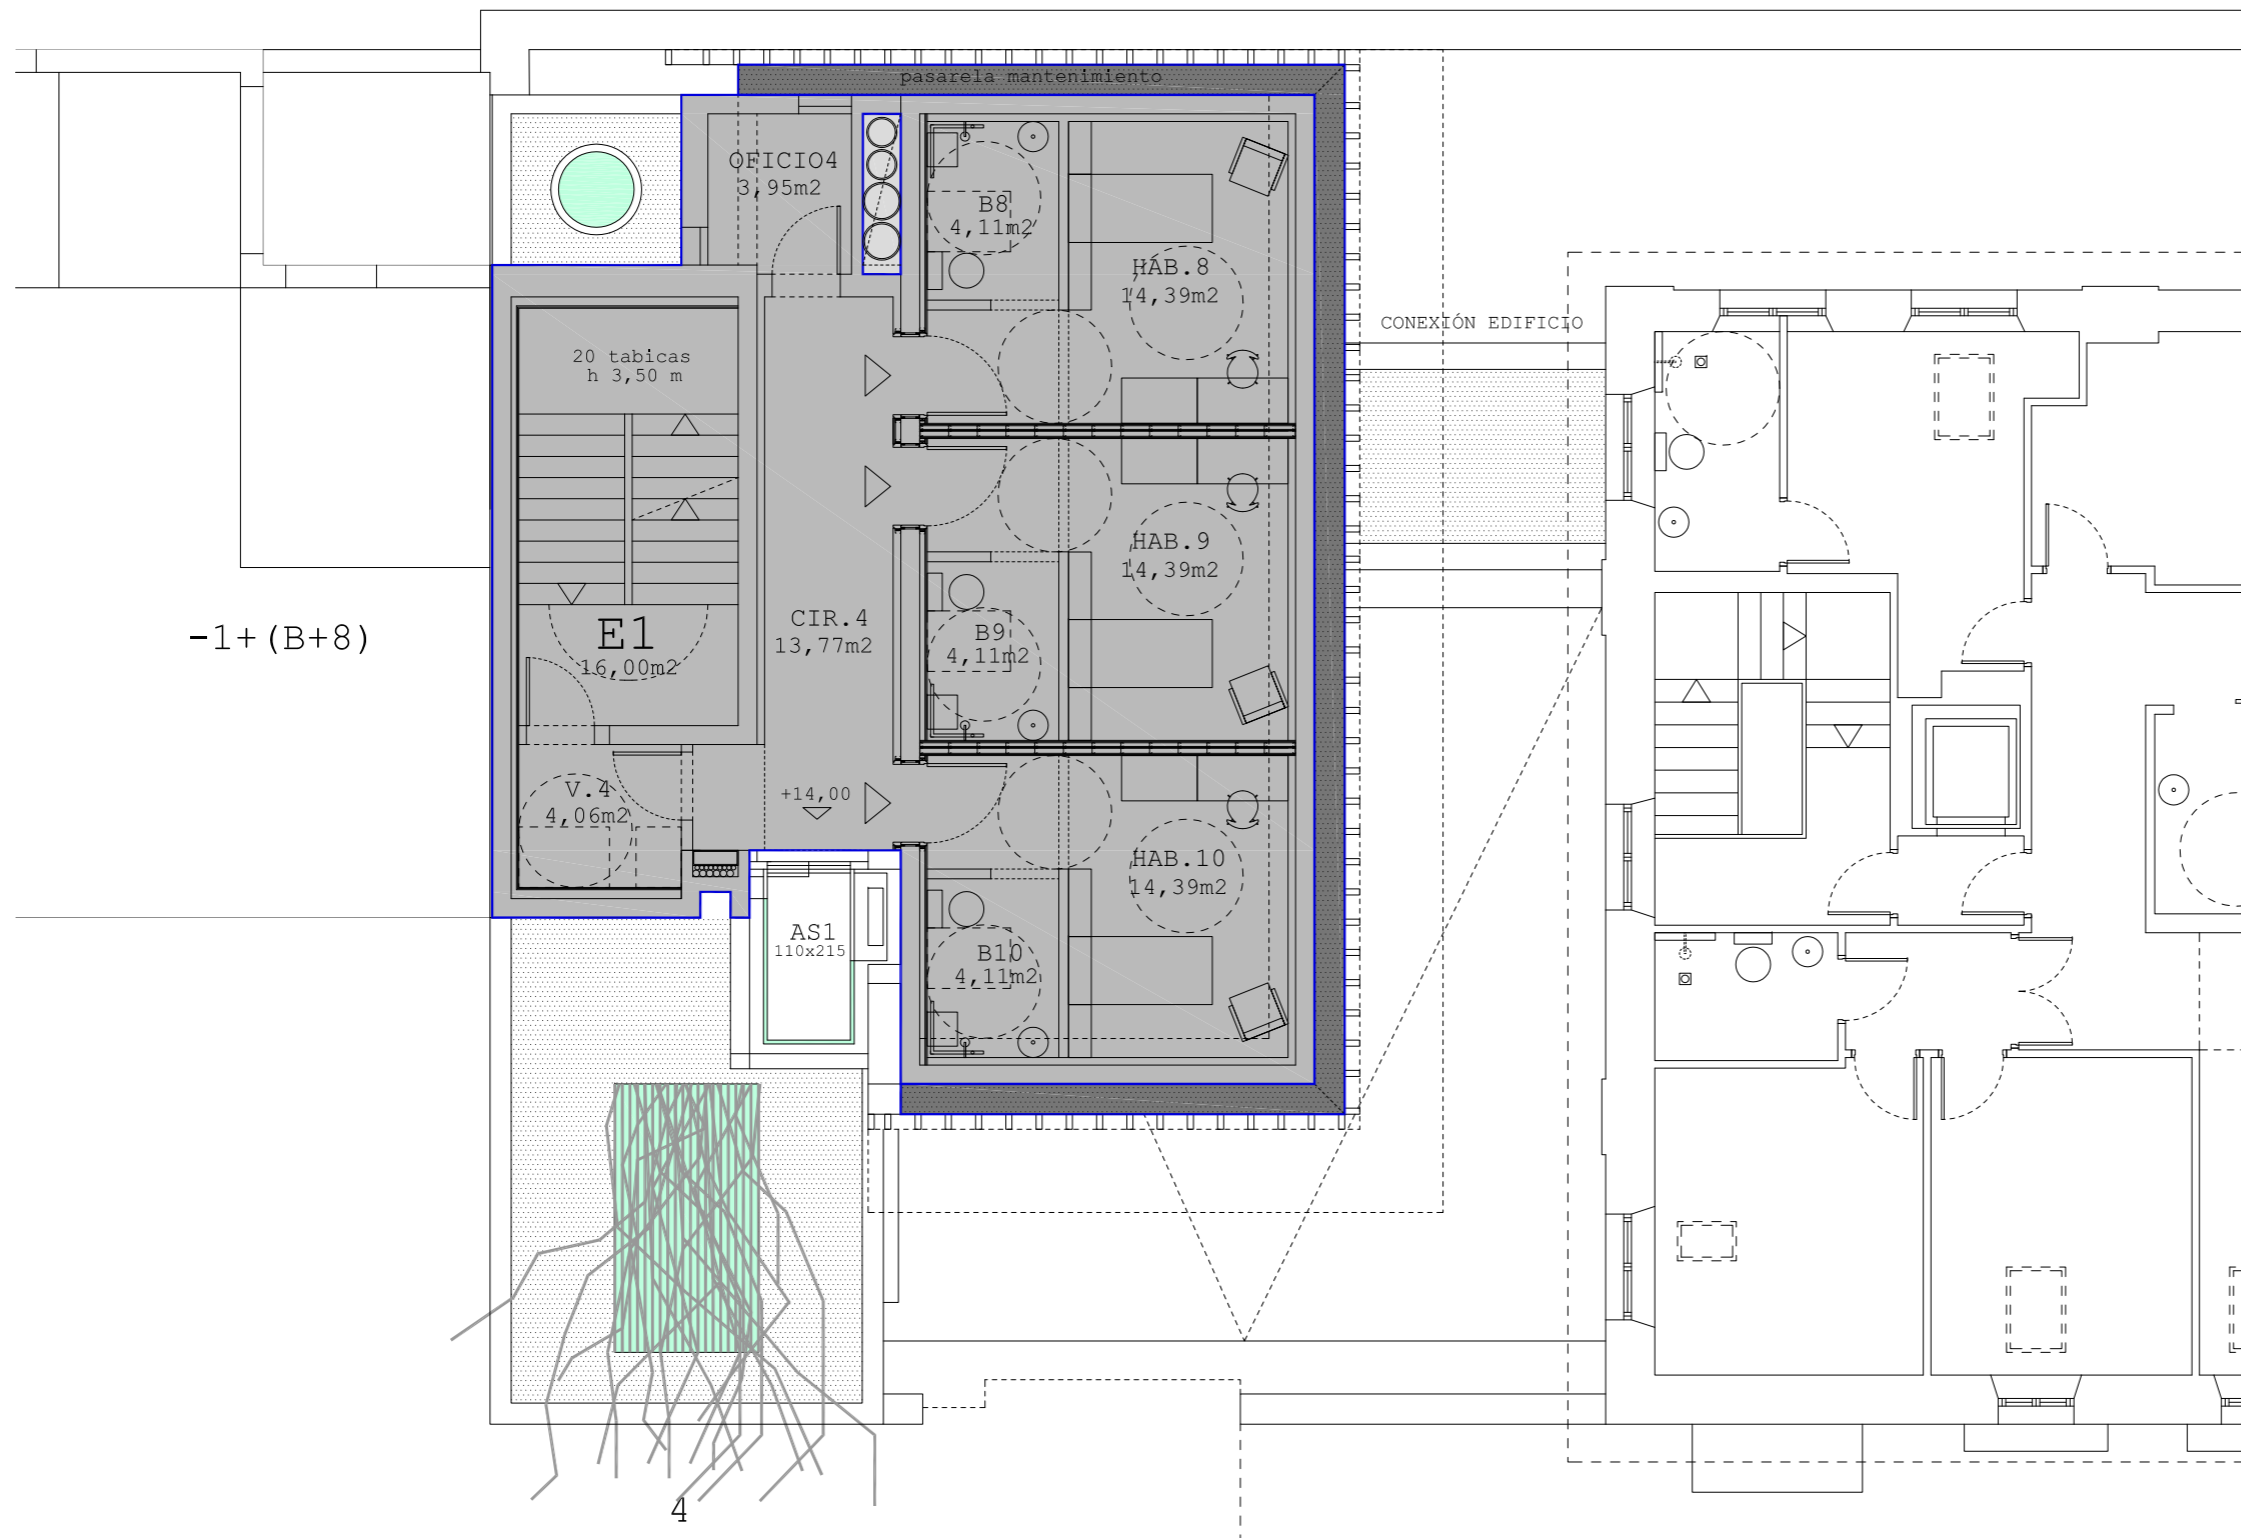 pasarela mantenimiento
OFICIO4
3,95m2
B8
4,11m2
HAB.8
14,39m2
CONEXIÓN EDIFICIO
20 tabicas
h 3,50 m
HAB.9
14,39m2
-1+(B+8)
E1
16,00m2
CIR.4
13,77m2
B9
4,11m2
V.4
4,06m2
+14,00
HAB.10
14,39m2
AS1
110x215
B10
4,11m2
4